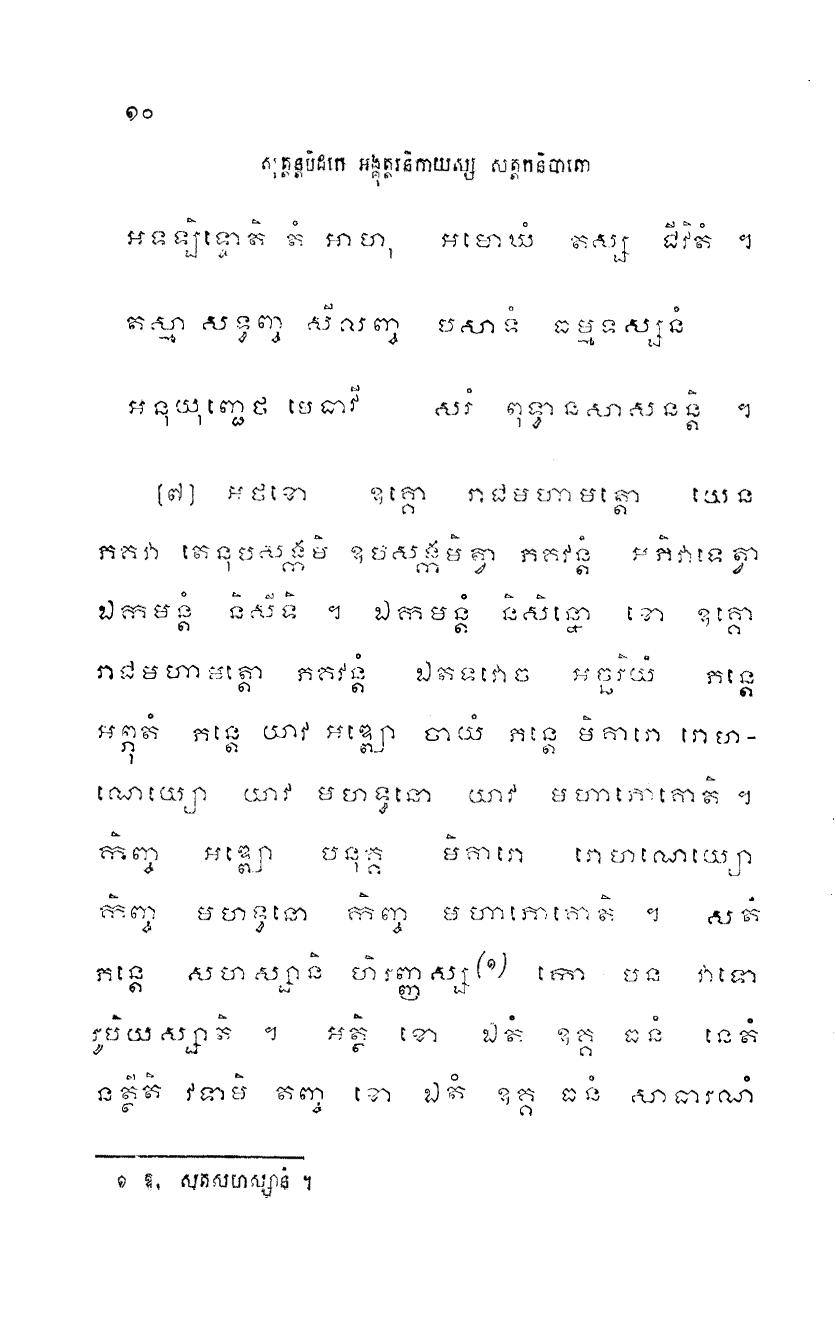 ១០
សុត្តន្តបិដកេ អង្គុត្តរនិកាយស្ស សត្តកនិបាតោ
អទឡិទ្ទោតិ តំ អាហុ អមោឃំ តស្ស ជីវិតំ ។
តស្មា សទ្ធញ្ច សីលញ្ច បសាទំ ធម្មទស្សនំ
អនុយុញ្ជេថ មេធាវី សរំ ពុទ្ធានសាសនន្តិ ។
[៧] អថខោ ឧគ្គោ រាជមហាមត្តោ យេន
ភគវា តេនុបសង្កមិ ឧបសង្កមិត្វា ភគវន្តំ អភិវាទេត្វា
ឯកមន្តំ និសីទិ ។ ឯកមន្តំ និសិន្នោ ខោ ឧគ្គោ
រាជមហាមត្តោ ភគវន្តំ ឯតទវោច អច្ឆរិយំ ភន្តេ
អព្ភុតំ ភន្តេ យាវ អឌ្ឍោ ចាយំ ភន្តេ មិគារោ រោហ-
ណេយ្យោ យាវ មហទ្ធនោ យាវ មហាភោគោតិ ។
កិញ្ច អឌ្ឍោ បនុគ្គ មិគារោ រោហណេយ្យោ
កិញ្ច មហទ្ធនោ កិញ្ច មហាភោគោតិ ។ សតំ
ភន្តេ សហស្សានិ ហិរញ្ញស្ស(១) កោ បន វាទោ
រូបិយស្សាតិ ។ អត្ថិ ខោ ឯតំ ឧគ្គ ធនំ នេតំ
នត្ថីតិ វទាមិ តញ្ច ខោ ឯតំ ឧគ្គ ធនំ សាធារណំ
១ ឱ. សតសហស្សានំ ។